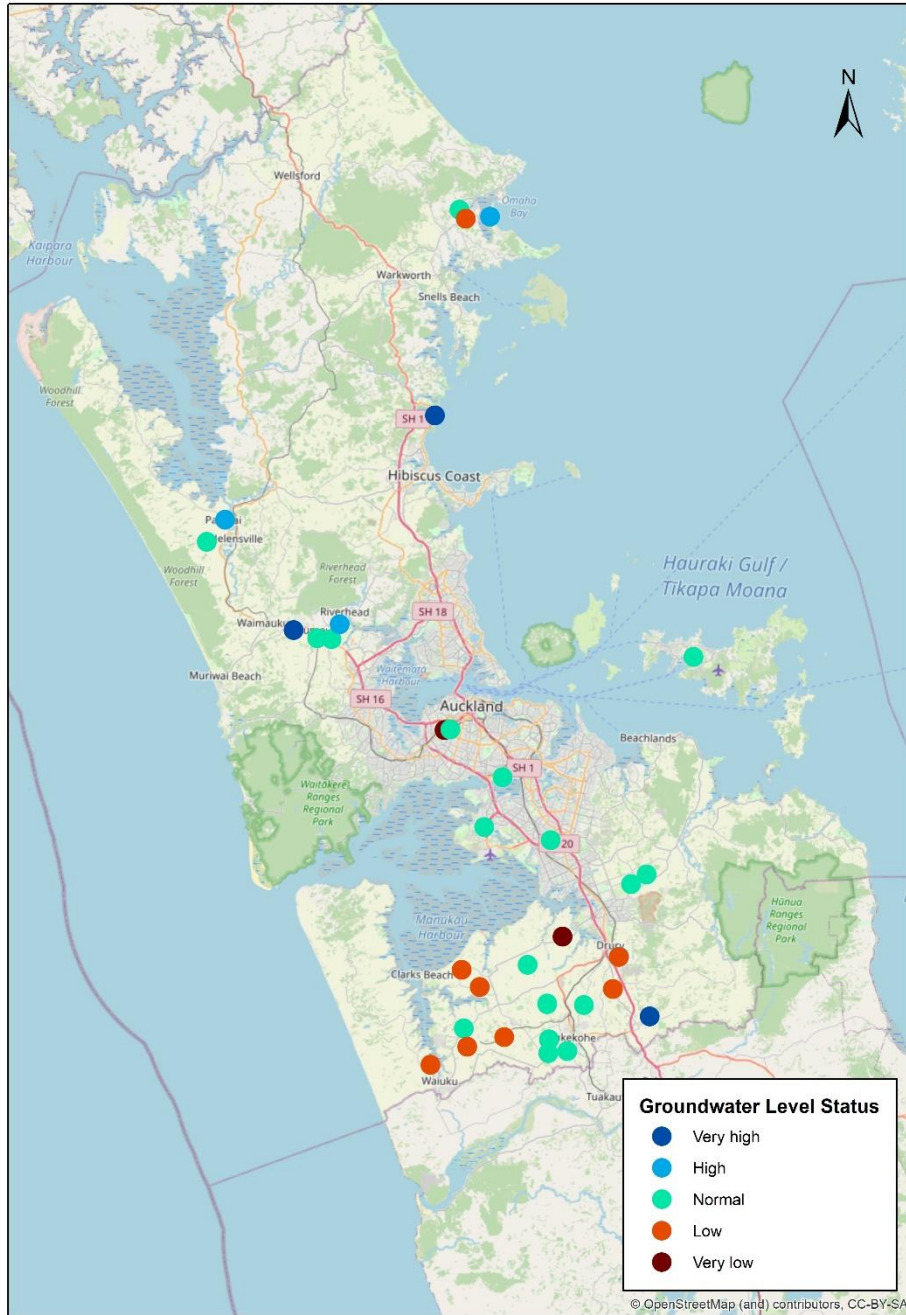 N
Wellsford
Omaha
Bay
Kaipara
Harbour
Warkworth
Snells Beach
Woodhill
Forest
SH 1
Hibiscus Coast
Helensville
Woodhill
Forest
Riverhead
Forest
Hauraki Gulf /
Tīkapa Moana
SH 18
Riverhead
Waimauku
Muriwai Beach
Waitematā
Harbour
SH 16
Auckland
Beachlands
SH 1
Waitākere
Ranges
Regional
Park
20
Hūnua
Ranges
Regional
Park
Manukau
Harbour
Drury
Clarks Beach
Waiuku
Groundwater Level Status
Very high
High
Normal
Low
Very low
© OpenStreetMap (and) contributors, CC-BY-SA